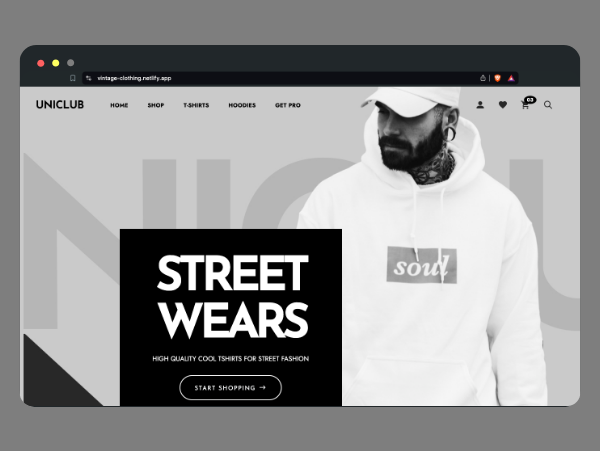 vintage-clothing.netlify.app
UNICLUB HOME SHOP T-SHIRTS HOODIES GET PRO 03
soul
STREET
WEARS
HIGH QUALITY COOL TSHIRTS FOR STREET FASHION
START SHOPPING →